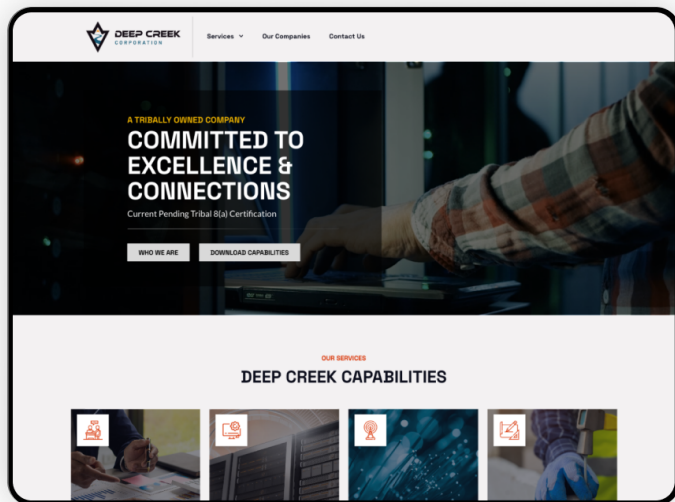 DEEP CREEK
CORPORATION
Services
Our Companies
Contact Us
A TRIBALLY OWNED COMPANY
COMMITTED TO
EXCELLENCE &
CONNECTIONS
Current Pending Tribal 8(a) Certification
WHO WE ARE
DOWNLOAD CAPABILITIES
OUR SERVICES
DEEP CREEK CAPABILITIES